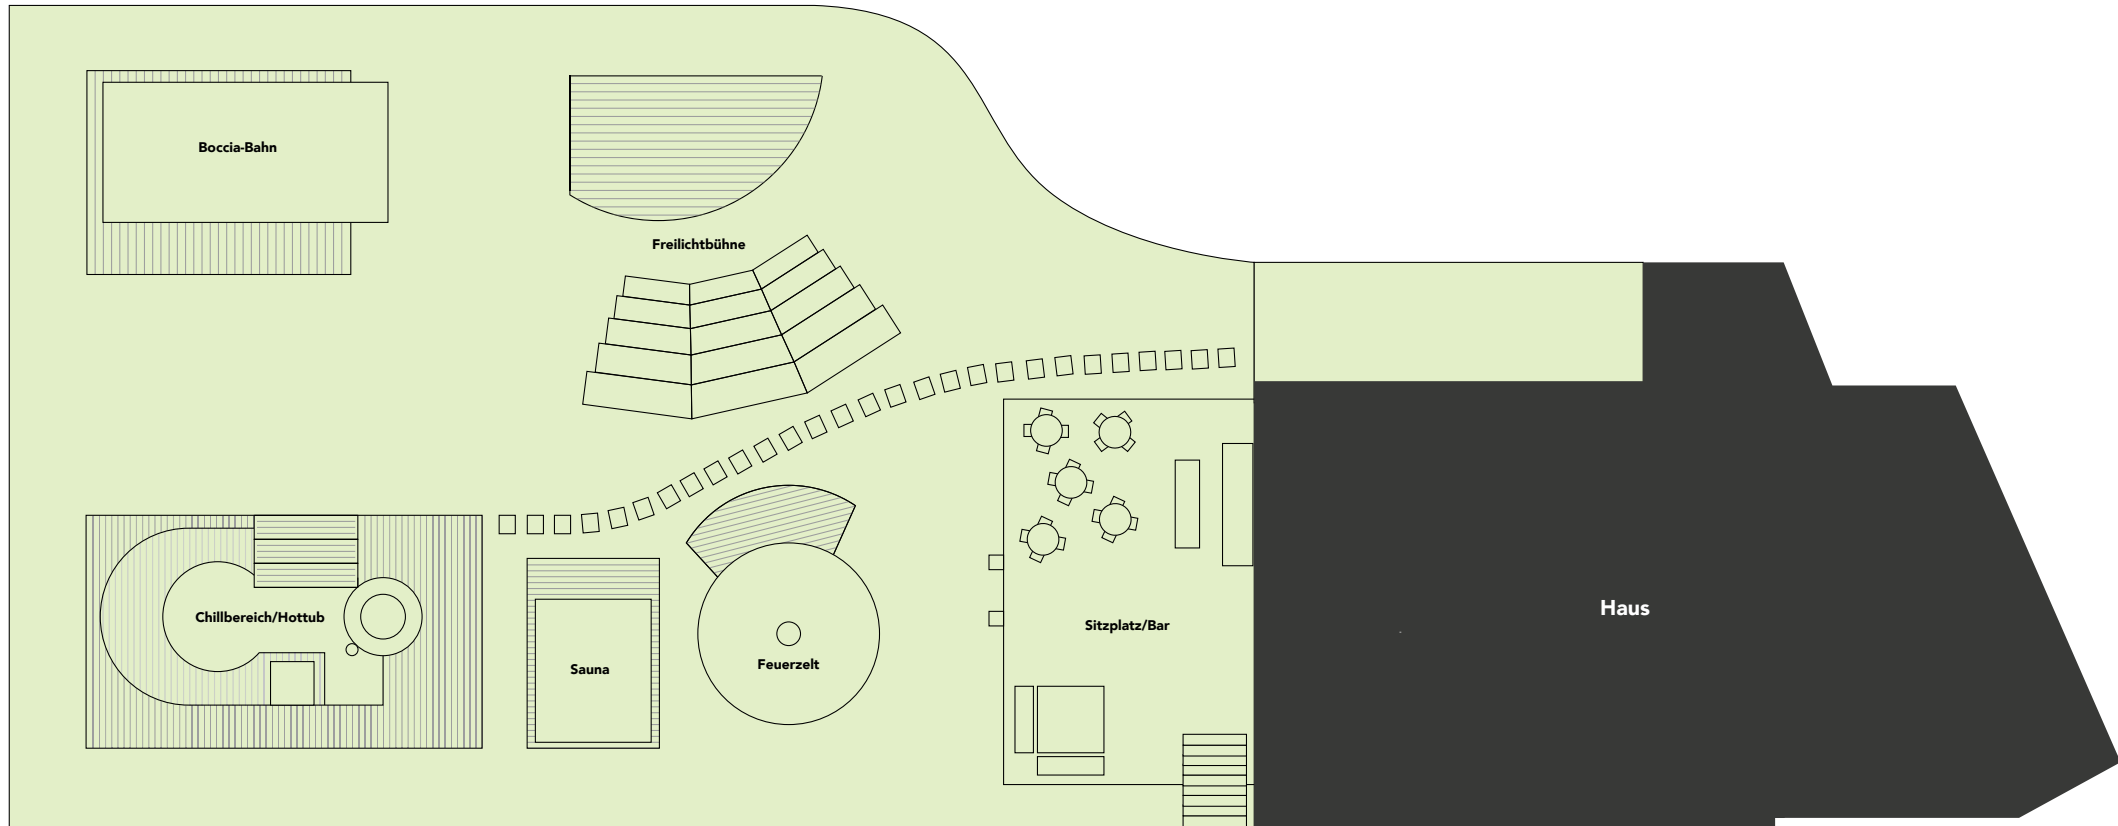 Boccia-Bahn
Freilichtbühne
Chillbereich/Hottub
Sauna
Feuerzelt
Sitzplatz/Bar
Haus